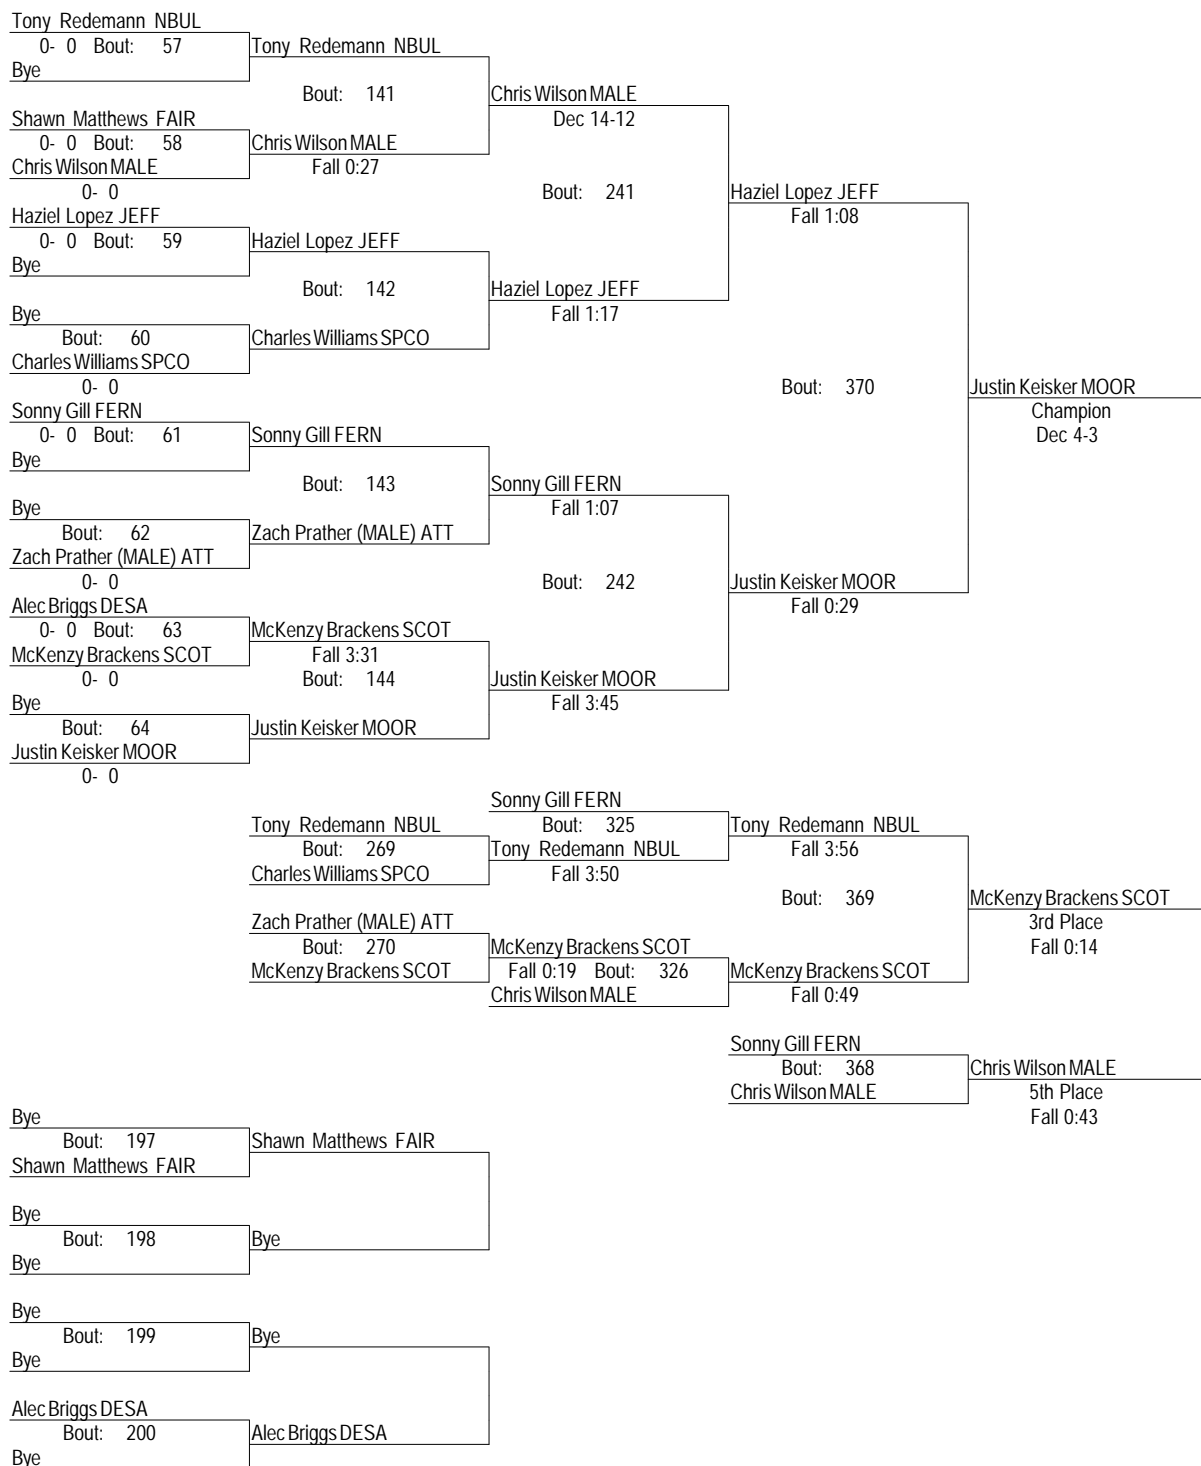 Tony Redemann NBUL
0- 0 Bout: 57 Tony Redemann NBUL
Bye
Bout: 141 Chris Wilson MALE
Shawn Matthews FAIR Dec 14-12
0- 0 Bout: 58 Chris Wilson MALE
Chris Wilson MALE Fall 0:27
0- 0 Bout: 241 Haziel Lopez JEFF
Haziel Lopez JEFF Fall 1:08
0- 0 Bout: 59 Haziel Lopez JEFF
Bye
Bout: 142 Haziel Lopez JEFF
Bye Fall 1:17
Bout: 60 Charles Williams SPCO
Charles Williams SPCO
0- 0 Bout: 370 Justin Keisker MOOR
Sonny Gill FERN Champion
0- 0 Bout: 61 Sonny Gill FERN Dec 4-3
Bye
Bout: 143 Sonny Gill FERN
Bye Fall 1:07
Bout: 62 Zach Prather (MALE) ATT
Zach Prather (MALE) ATT
0- 0 Bout: 242 Justin Keisker MOOR
Alec Briggs DESA Fall 0:29
0- 0 Bout: 63 McKenzy Brackens SCOT
McKenzy Brackens SCOT Fall 3:31
0- 0 Bout: 144 Justin Keisker MOOR
Bye Fall 3:45
Bout: 64 Justin Keisker MOOR
Justin Keisker MOOR
0- 0
Sonny Gill FERN
Tony Redemann NBUL Bout: 325 Tony Redemann NBUL
Bout: 269 Tony Redemann NBUL Fall 3:56
Charles Williams SPCO Fall 3:50
Bout: 369 McKenzy Brackens SCOT
Zach Prather (MALE) ATT 3rd Place
Bout: 270 McKenzy Brackens SCOT Fall 0:14
McKenzy Brackens SCOT Fall 0:19 Bout: 326 McKenzy Brackens SCOT
Chris Wilson MALE Fall 0:49
Sonny Gill FERN
Bout: 368 Chris Wilson MALE
Chris Wilson MALE 5th Place
Bye Fall 0:43
Bout: 197 Shawn Matthews FAIR
Shawn Matthews FAIR
Bye
Bout: 198 Bye
Bye
Bye
Bout: 199 Bye
Bye
Alec Briggs DESA
Bout: 200 Alec Briggs DESA
Bye